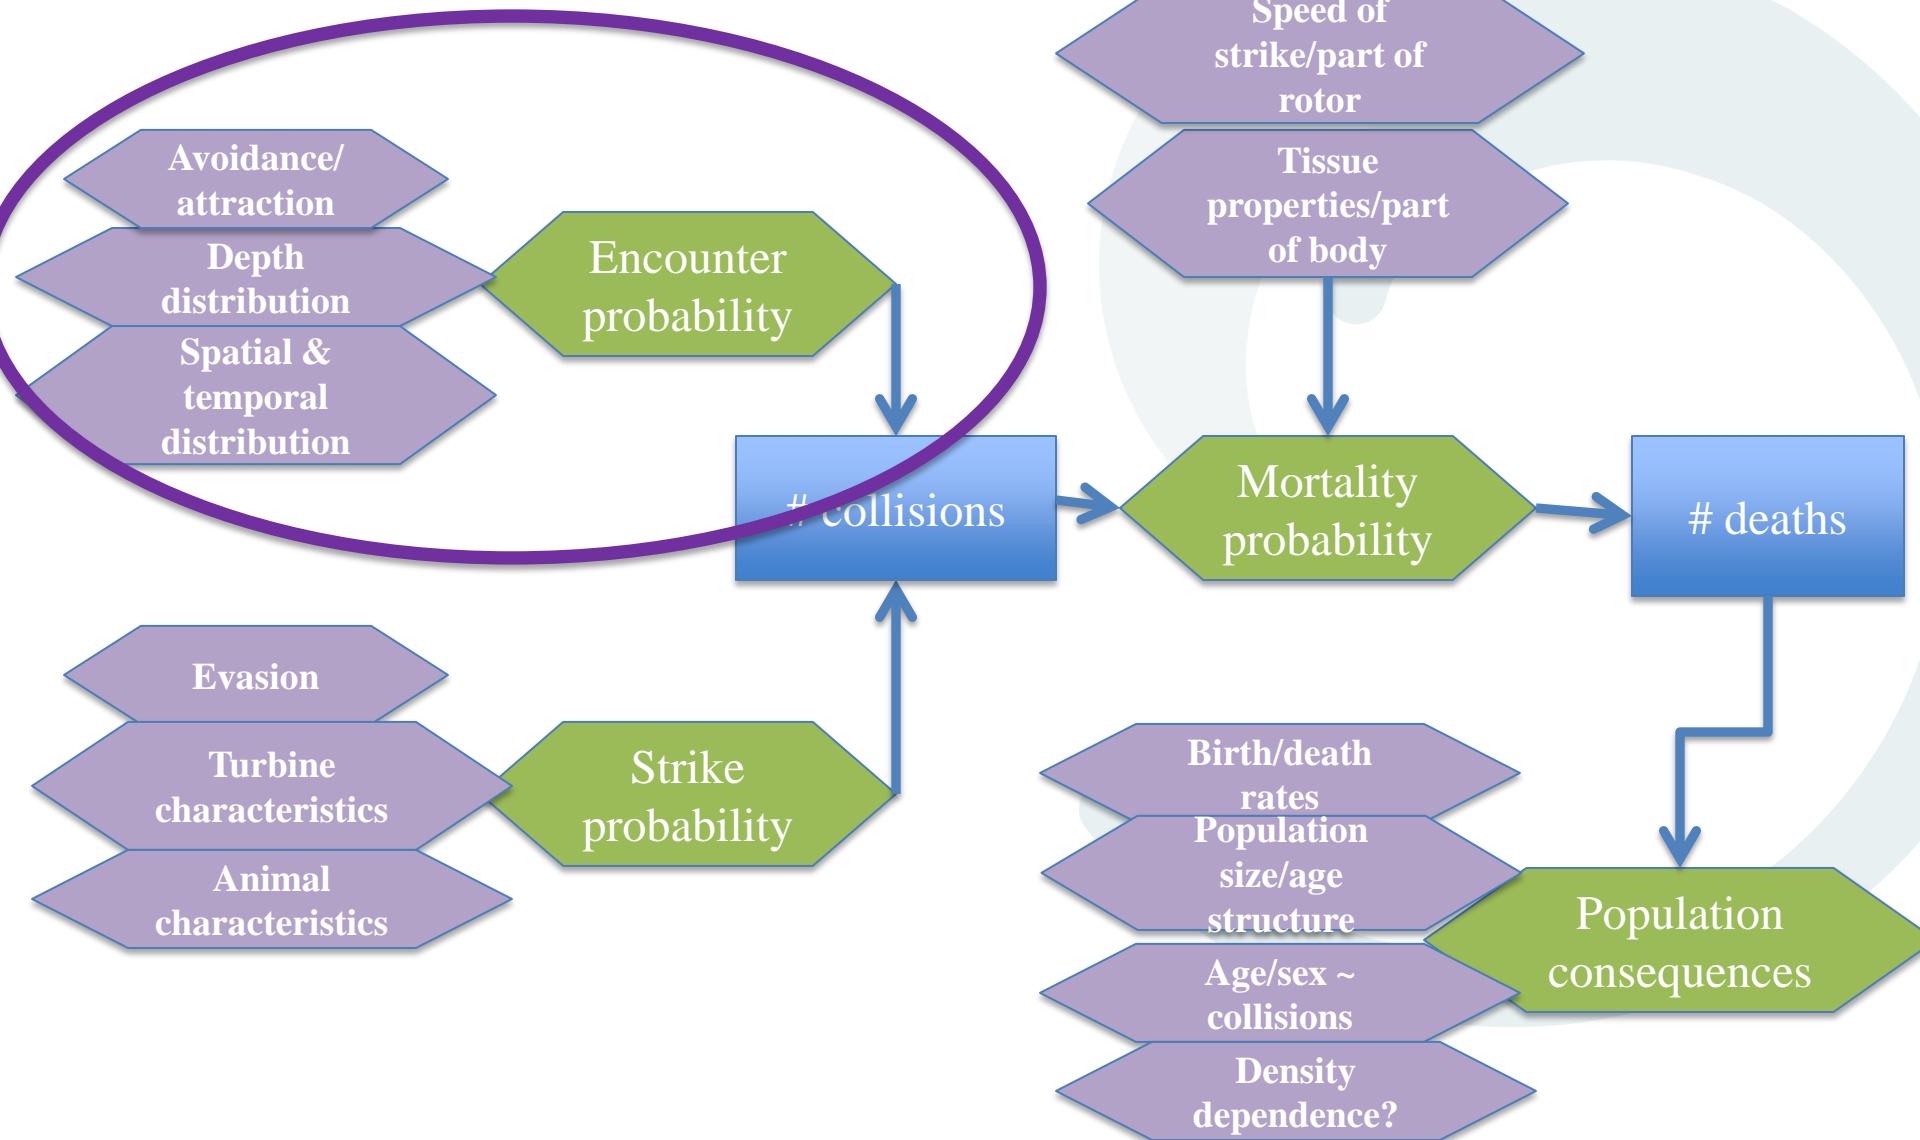 Speed of
strike/part of
rotor
Avoidance/
attraction
Tissue
properties/part
of body
Depth
distribution
Encounter
probability
Spatial &
temporal
distribution
# collisions
Mortality
probability
# deaths
Evasion
Turbine
characteristics
Strike
probability
Animal
characteristics
Birth/death
rates
Population
size/age
structure
Population
consequences
Age/sex ~
collisions
Density
dependence?